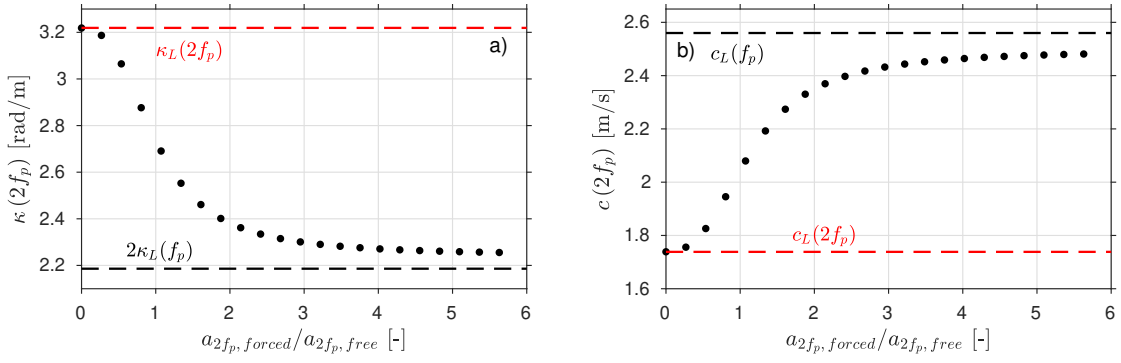 3.2
3
2.8
2.6
2.4
2.2
κ (2f_p) [rad/m]
κ_L(2f_p)
a)
2κ_L(f_p)
0 1 2 3 4 5 6
a_{2f_p, forced}/a_{2f_p, free} [-]
2.6
2.4
2.2
2
1.8
1.6
c (2f_p) [m/s]
b)
c_L(f_p)
c_L(2f_p)
0 1 2 3 4 5 6
a_{2f_p, forced}/a_{2f_p, free} [-]